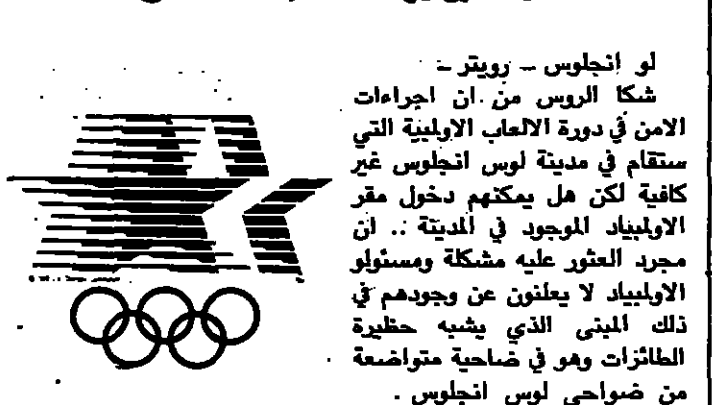 لو انجلوس – رويتر –
شكا الروس من ان اجراءات
الامن في دورة الالعاب الاولمبية التي
ستقام في مدينة لوس انجلوس غير
كافية لكن هل يمكنهم دخول مقر
الاولمبياد الموجود في المدينة .. ان
مجرد العثور عليه مشكلة ومسئولو
الاولمبياد لا يعلنون عن وجودهم في
ذلك المبنى الذي يشبه حظيرة
الطائرات وهو في ضاحية متواضعة
من ضواحي لوس انجلوس .